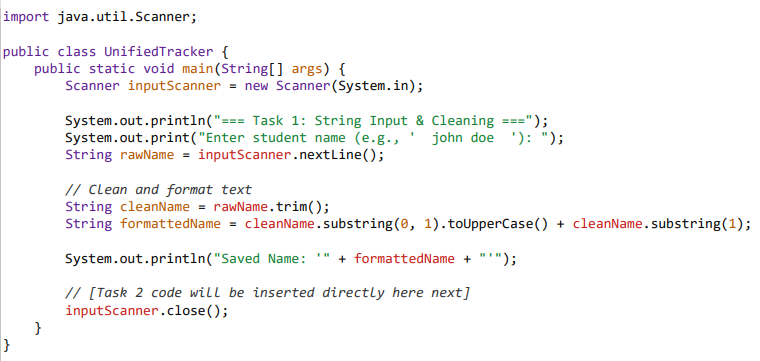 import java.util.Scanner;
public class UnifiedTracker {
    public static void main(String[] args) {
        Scanner inputScanner = new Scanner(System.in);
        System.out.println("=== Task 1: String Input & Cleaning ===");
        System.out.print("Enter student name (e.g., '  john doe  '): ");
        String rawName = inputScanner.nextLine();
        // Clean and format text
        String cleanName = rawName.trim();
        String formattedName = cleanName.substring(0, 1).toUpperCase() + cleanName.substring(1);
        System.out.println("Saved Name: '" + formattedName + "'");
        // [Task 2 code will be inserted directly here next]
        inputScanner.close();
    }
}